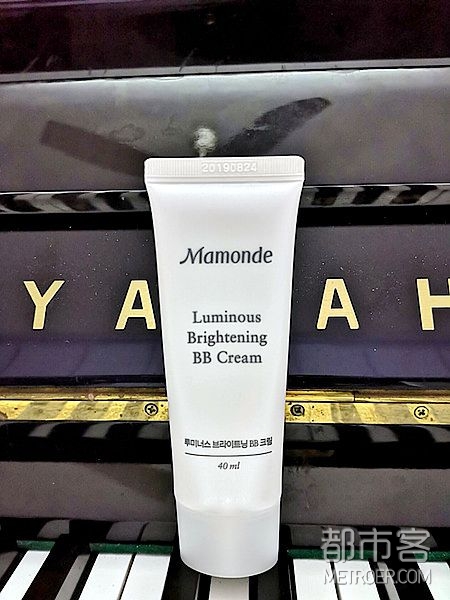 20190824
Mamonde
YA AH
Luminous
Brightening
BB Cream
루미너스 브라이트닝 BB 크림
40 ml
都市客
METROER.COM